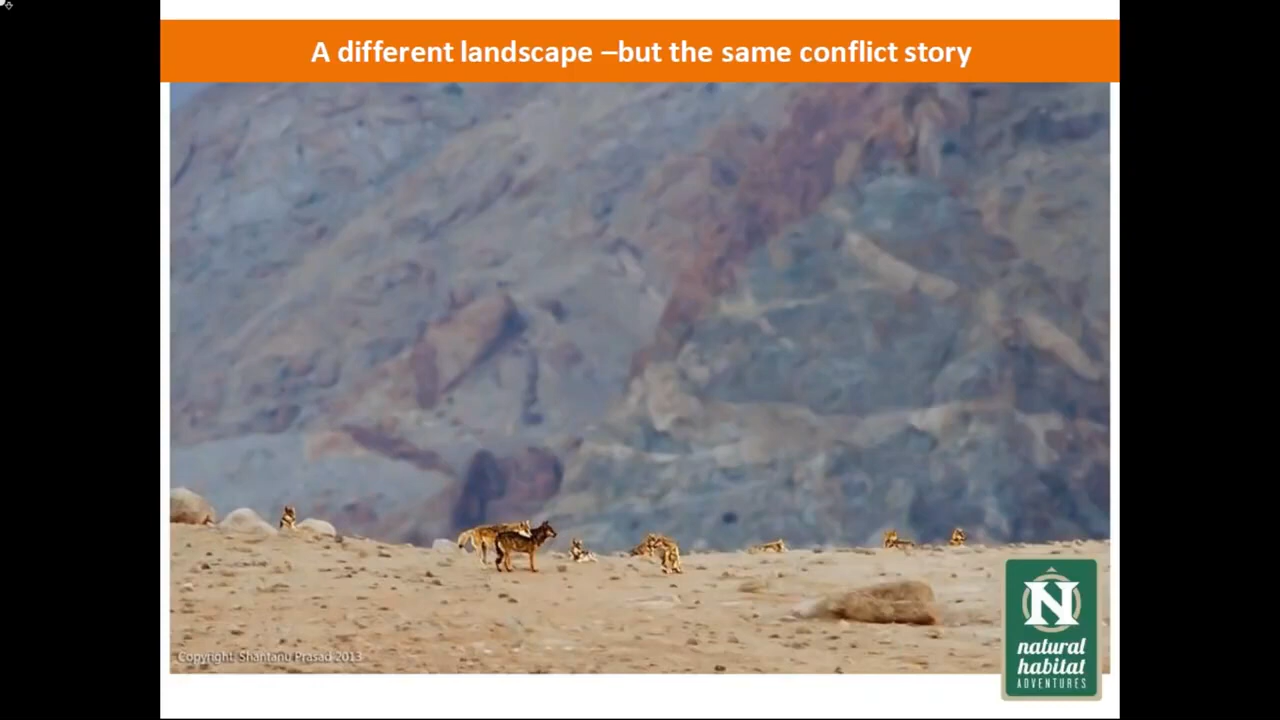 A different landscape –but the same conflict story
Copyright: Shantanu Prasad 2013
N
natural
habitat
ADVENTURES